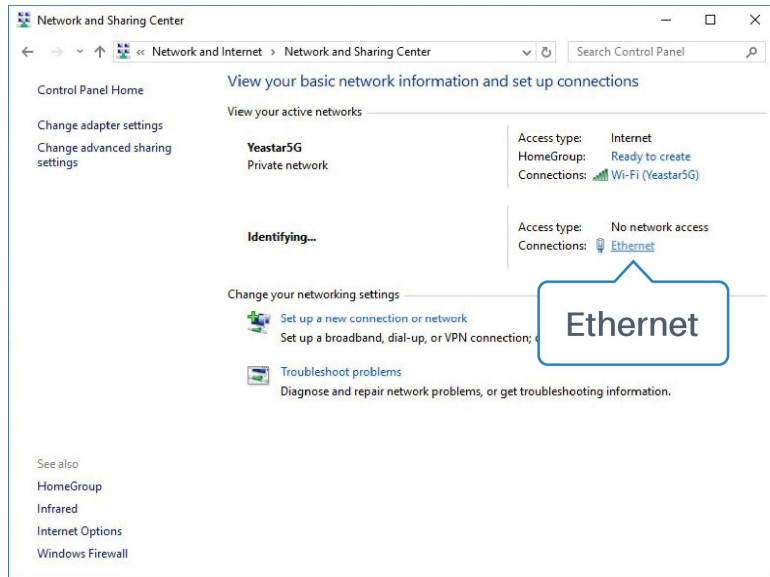 Network and Sharing Center
« Network and Internet › Network and Sharing Center
Search Control Panel
Control Panel Home
Change adapter settings
Change advanced sharing
settings
View your basic network information and set up connections
View your active networks
Yeastar5G
Private network
Access type: Internet
HomeGroup: Ready to create
Connections: Wi-Fi (Yeastar5G)
Identifying...
Access type: No network access
Connections: Ethernet
Ethernet
Change your networking settings
Set up a new connection or network
Set up a broadband, dial-up, or VPN connection;
Troubleshoot problems
Diagnose and repair network problems, or get troubleshooting information.
See also
HomeGroup
Infrared
Internet Options
Windows Firewall